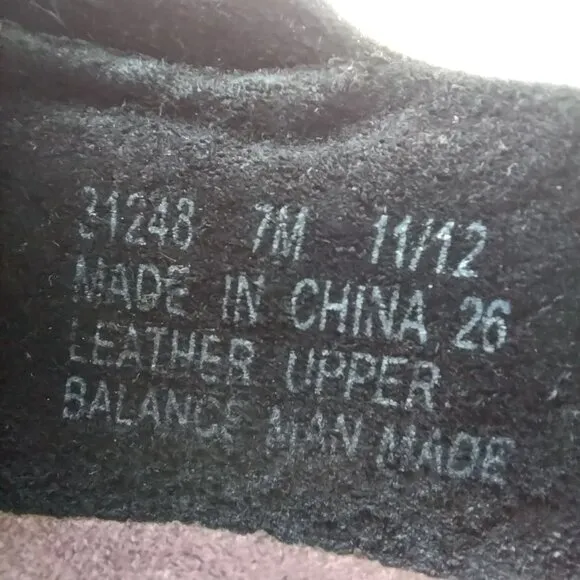 31248 7M 11/12
MADE IN CHINA 26
LEATHER UPPER
BALANCE MAN MADE